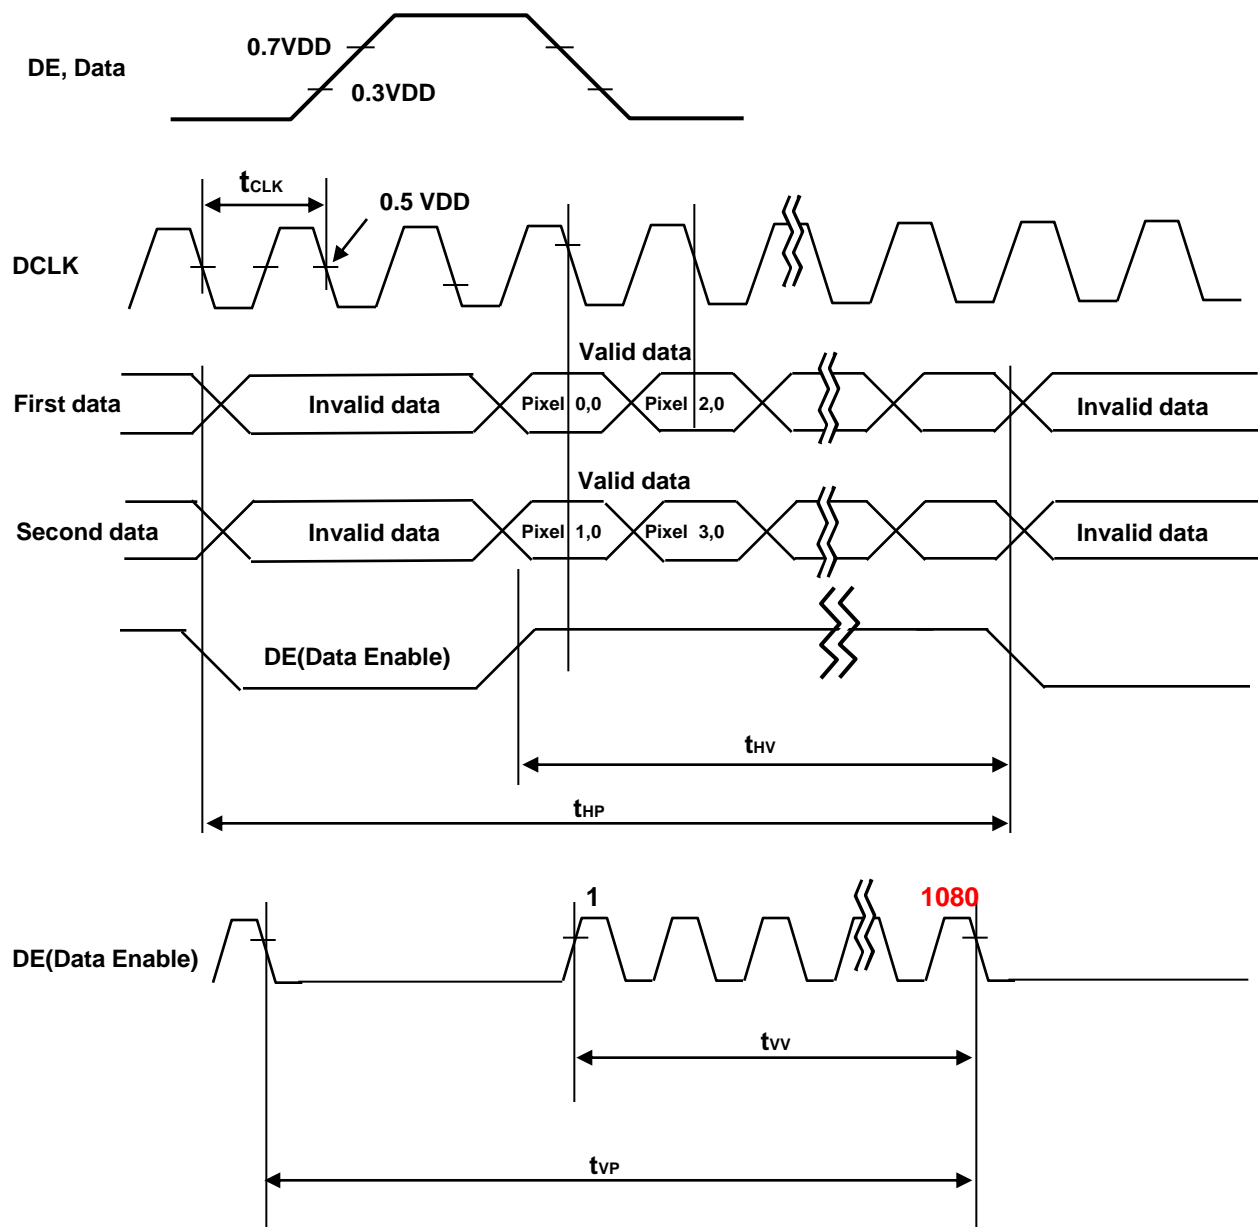 0.7VDD
DE, Data
0.3VDD
tCLK
0.5 VDD
DCLK
Valid data
First data
Invalid data
Pixel 0,0
Pixel 2,0
Invalid data
Valid data
Second data
Invalid data
Pixel 1,0
Pixel 3,0
Invalid data
DE(Data Enable)
tHV
tHP
1
1080
DE(Data Enable)
tVV
tVP